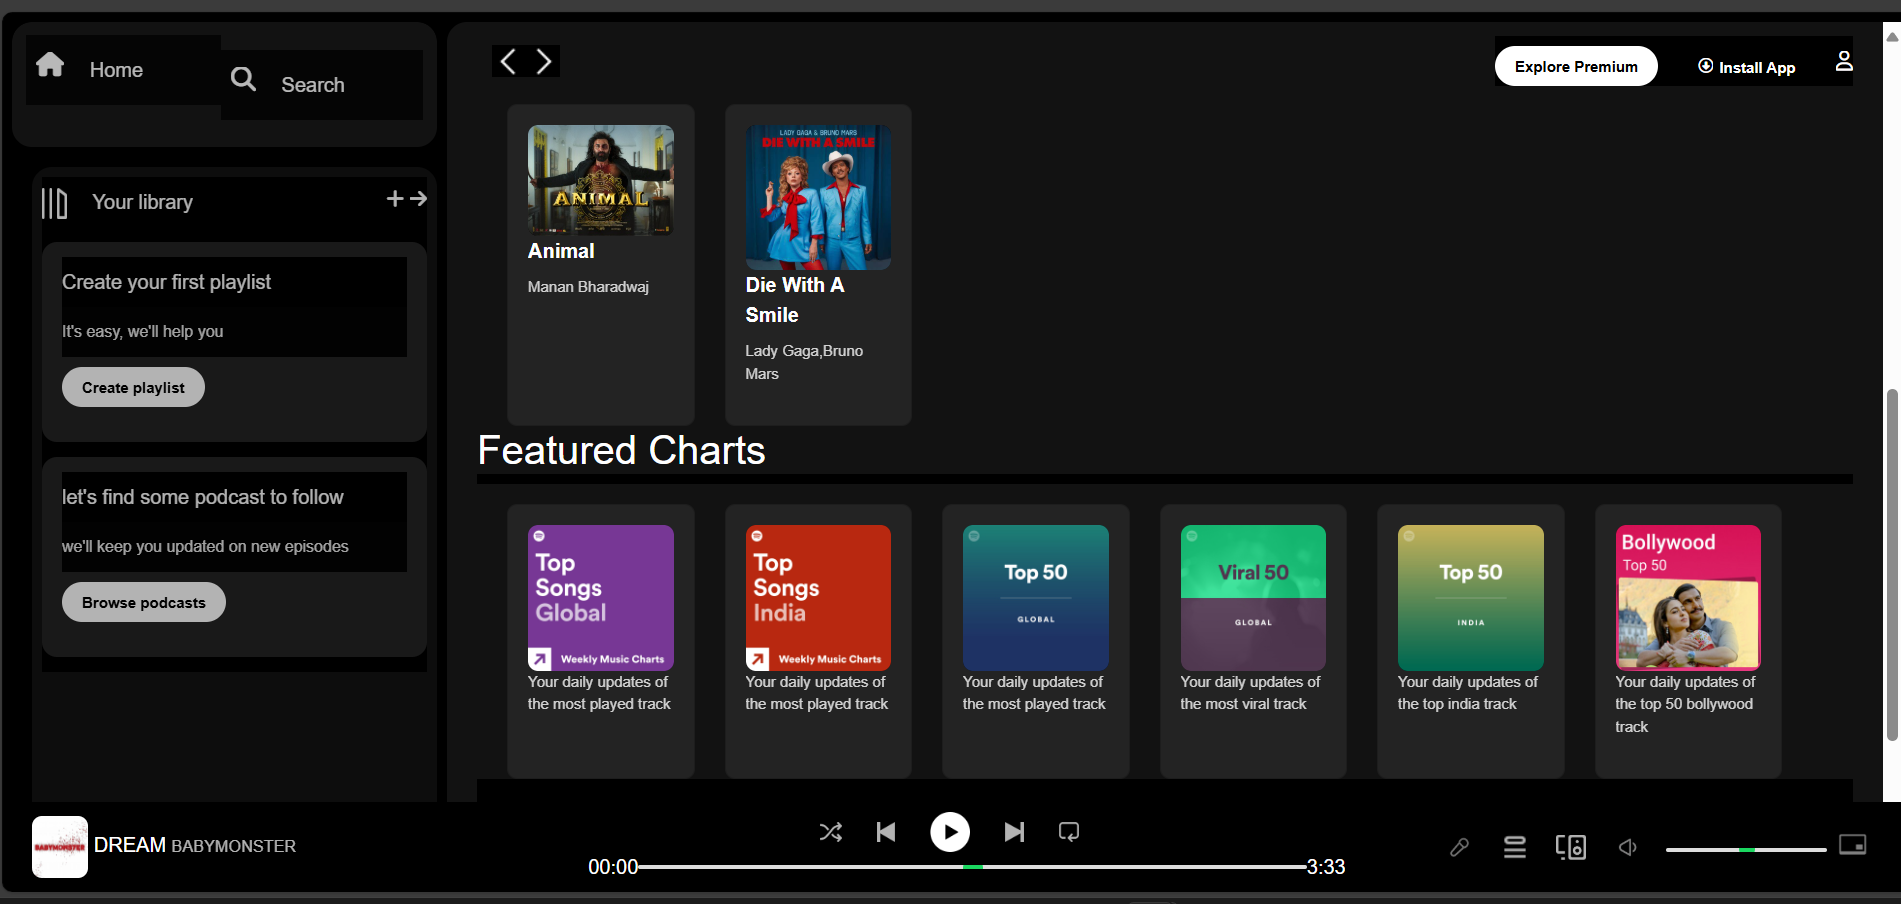 Home
Search
Your library
Create your first playlist
It's easy, we'll help you
Create playlist
let's find some podcast to follow
we'll keep you updated on new episodes
Browse podcasts
Explore Premium
Install App
ANIMAL
Animal
Manan Bharadwaj
LADY GAGA & BRUNO MARS
DIE WITH A SMILE
Die With A
Smile
Lady Gaga,Bruno
Mars
Featured Charts
Top
Songs
Global
Weekly Music Charts
Your daily updates of
the most played track
Top
Songs
India
Weekly Music Charts
Your daily updates of
the most played track
Top 50
GLOBAL
Your daily updates of
the most played track
Viral 50
GLOBAL
Your daily updates of
the most viral track
Top 50
INDIA
Your daily updates of
the top india track
Bollywood
Top 50
Your daily updates of
the top 50 bollywood
track
BABYMONSTER
DREAM BABYMONSTER
00:00
3:33